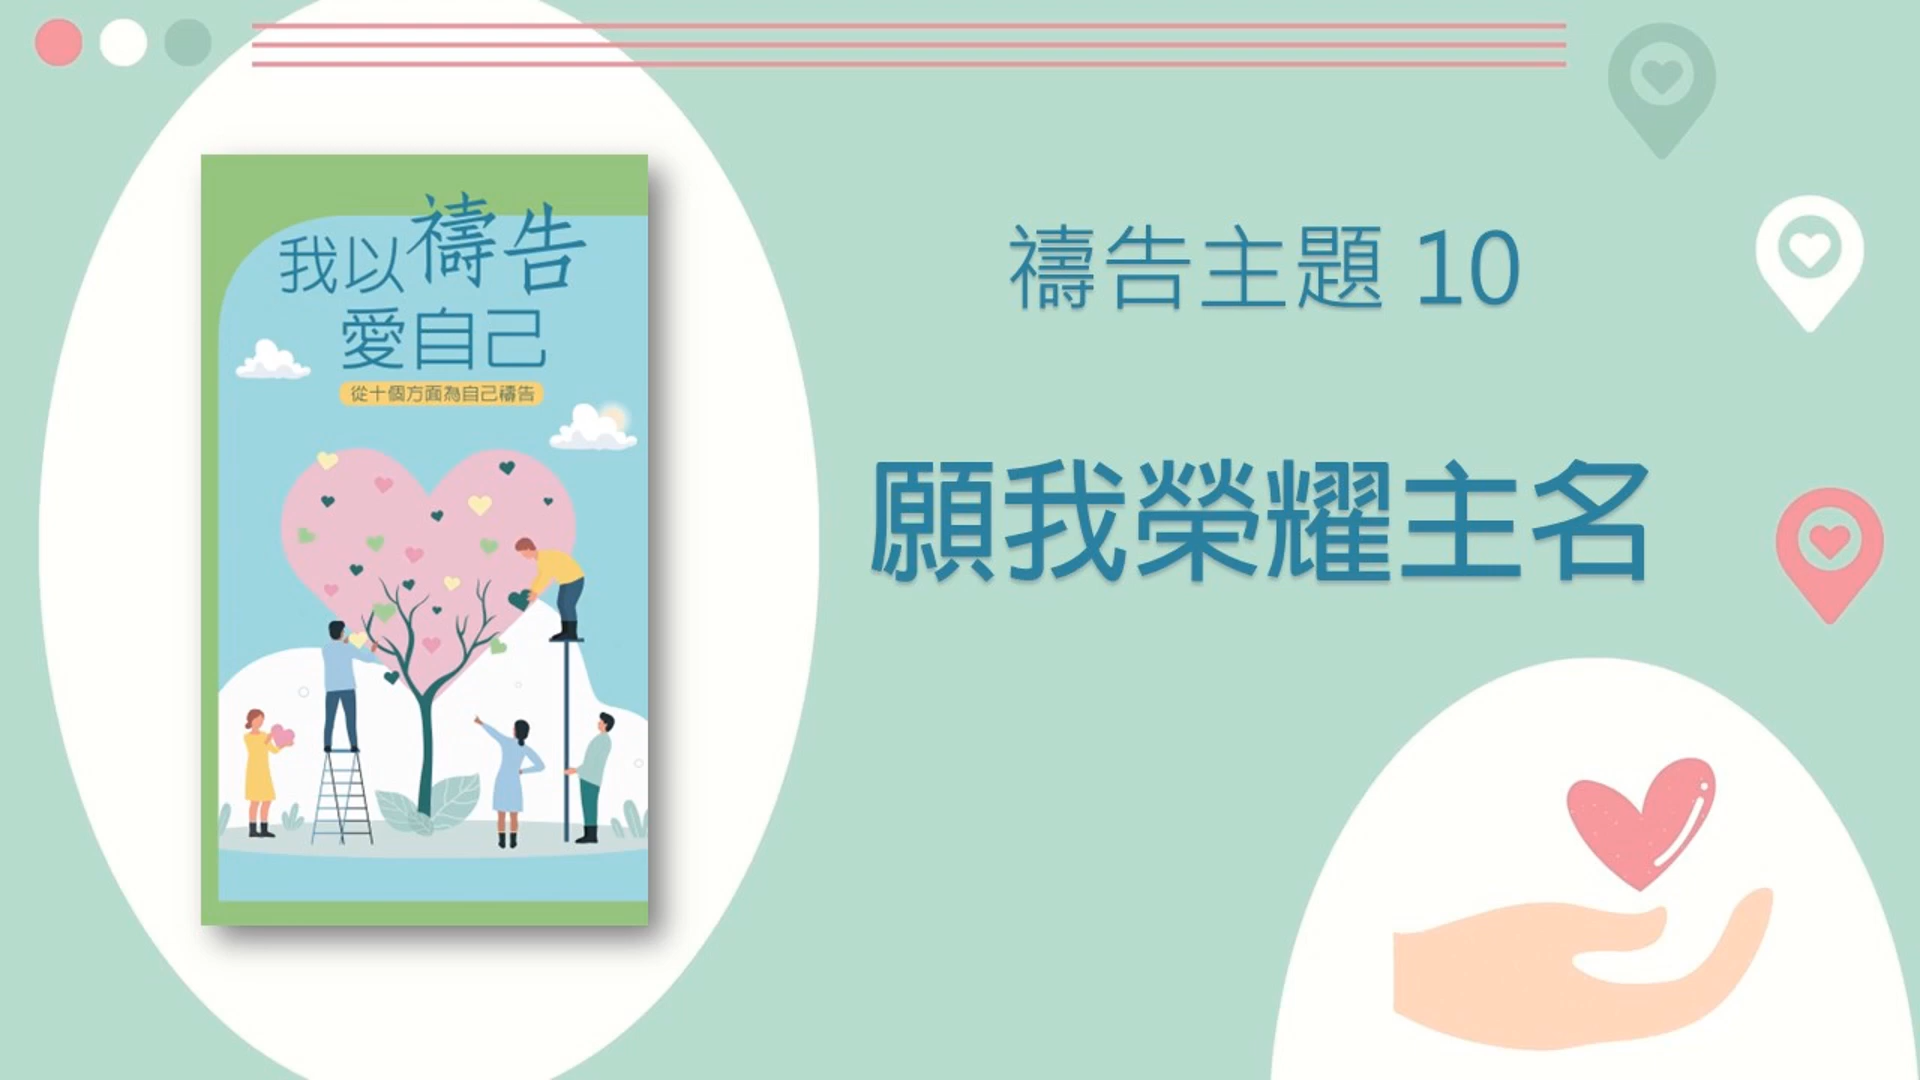 我以禱告
愛自己
從十個方面為自己禱告
禱告主題 10
願我榮耀主名